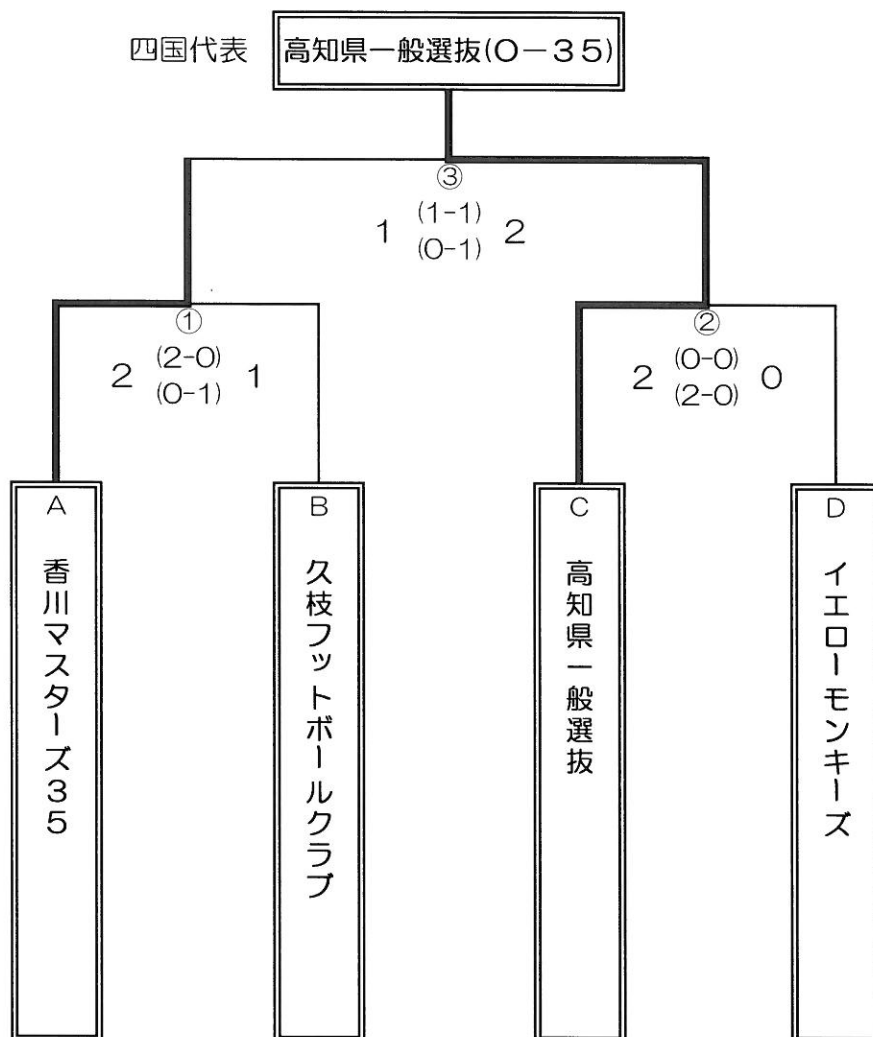 四国代表
高知県一般選抜(O－35)
③
1 (1-1) 2
(0-1)
①
2 (2-0) 1
(0-1)
②
2 (0-0) 0
(2-0)
A
香川マスターズ35
B
久枝フットボールクラブ
C
高知県一般選抜
D
イエローモンキーズ